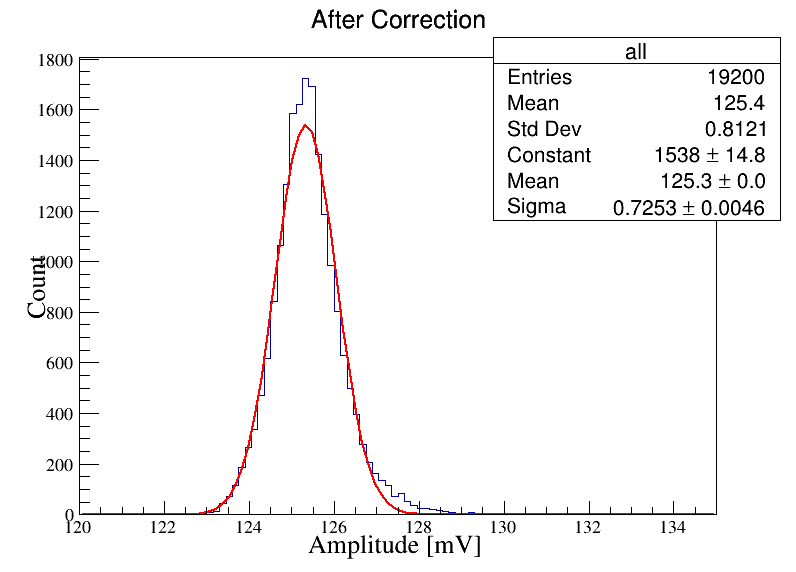 After Correction
all
Entries 19200
Mean 125.4
Std Dev 0.8121
Constant 1538 ± 14.8
Mean 125.3 ± 0.0
Sigma 0.7253 ± 0.0046
1800
1600
1400
1200
1000
800
600
400
200
0
Count
120 122 124 126 128 130 132 134
Amplitude [mV]